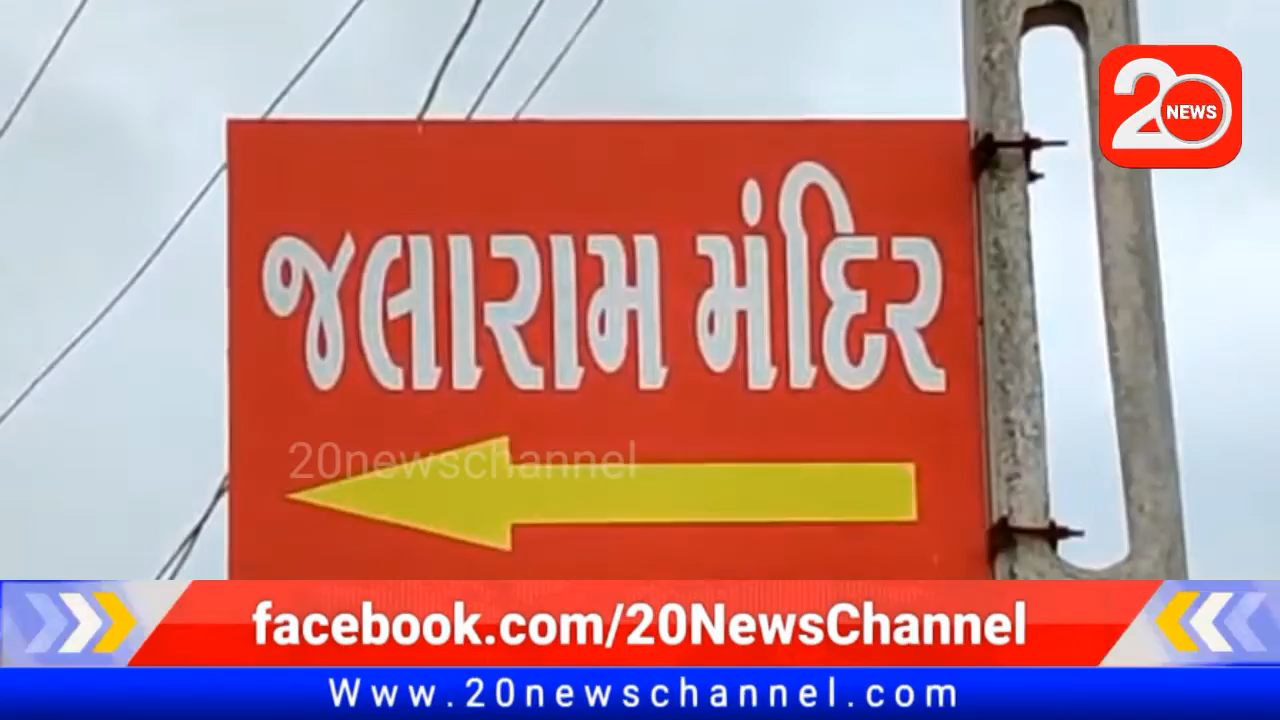 20
NEWS
જલારામ મંદિર
20newschannel
facebook.com/20NewsChannel
Www.20newschannel.com